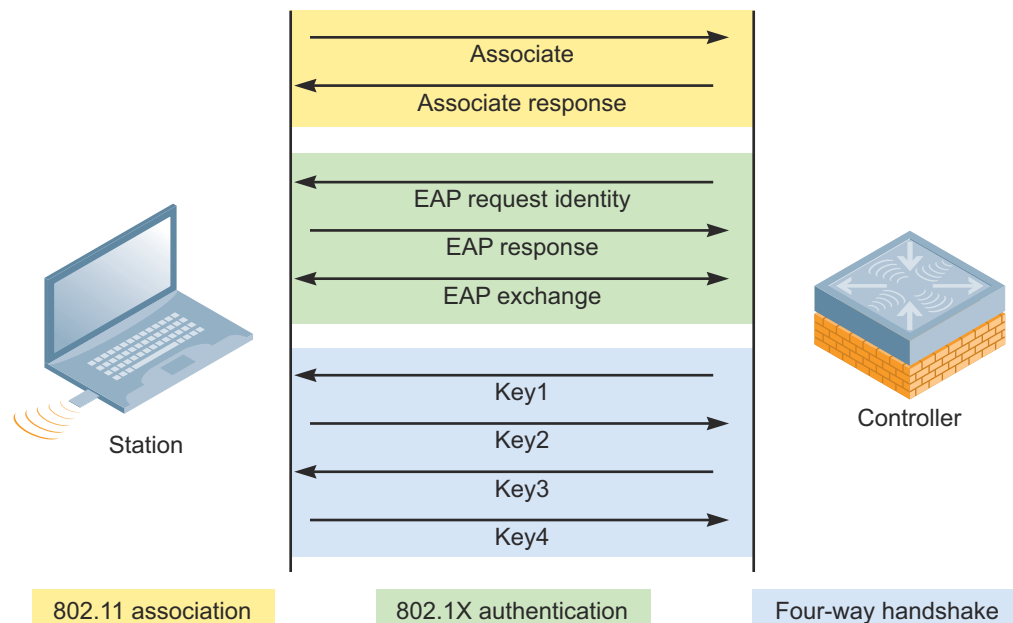 Associate
Associate response
EAP request identity
EAP response
EAP exchange
Key1
Key2
Key3
Key4
Station
Controller
802.11 association
802.1X authentication
Four-way handshake